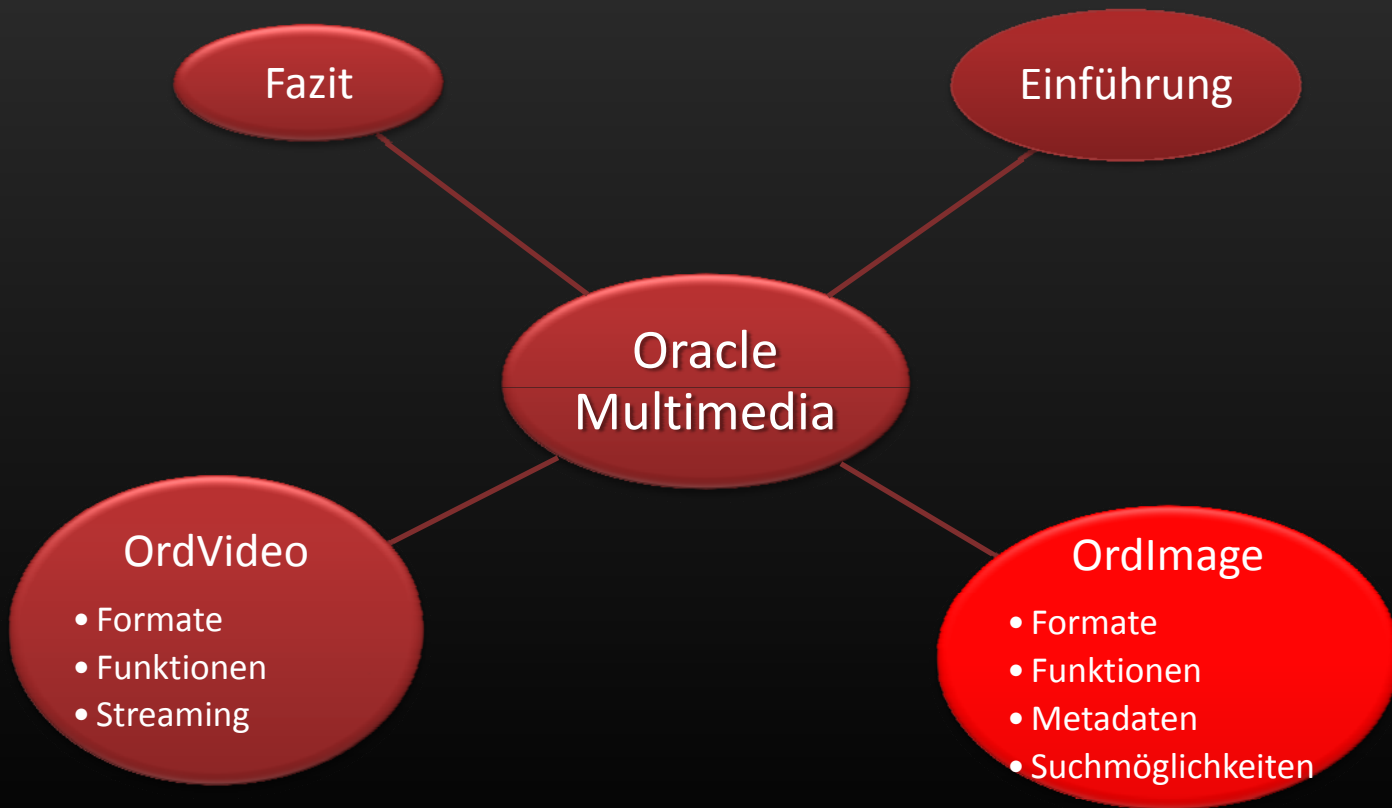 Fazit
Einführung
Oracle
Multimedia
OrdVideo
• Formate
• Funktionen
• Streaming
OrdImage
• Formate
• Funktionen
• Metadaten
• Suchmöglichkeiten